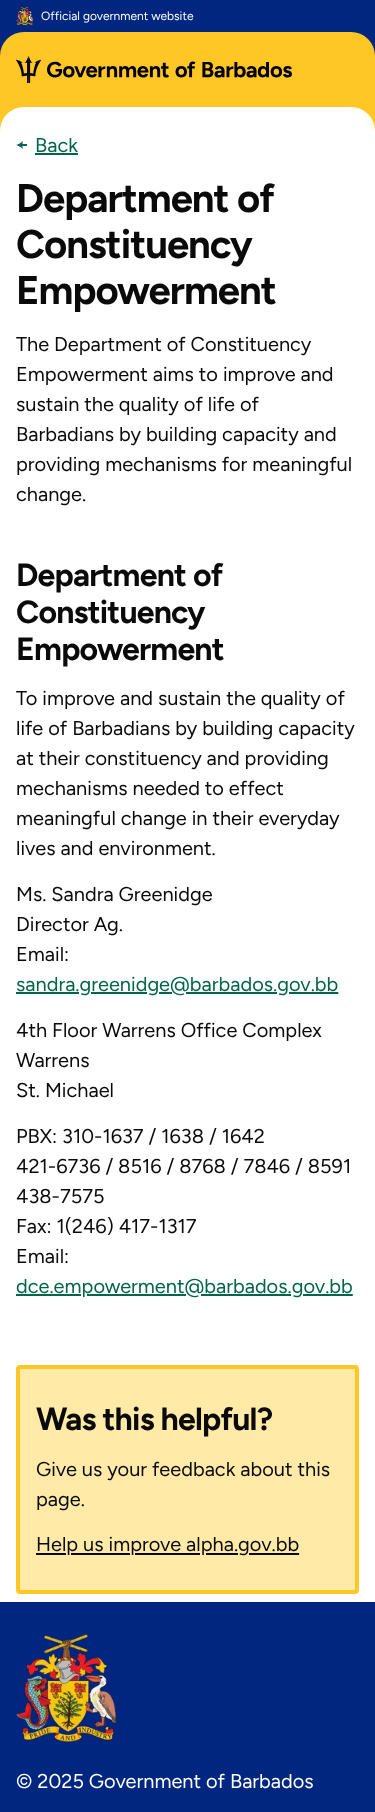 Official government website
Government of Barbados
← Back
Department of
Constituency
Empowerment
The Department of Constituency
Empowerment aims to improve and
sustain the quality of life of
Barbadians by building capacity and
providing mechanisms for meaningful
change.
Department of
Constituency
Empowerment
To improve and sustain the quality of
life of Barbadians by building capacity
at their constituency and providing
mechanisms needed to effect
meaningful change in their everyday
lives and environment.
Ms. Sandra Greenidge
Director Ag.
Email:
sandra.greenidge@barbados.gov.bb
4th Floor Warrens Office Complex
Warrens
St. Michael
PBX: 310-1637 / 1638 / 1642
421-6736 / 8516 / 8768 / 7846 / 8591
438-7575
Fax: 1(246) 417-1317
Email:
dce.empowerment@barbados.gov.bb
Was this helpful?
Give us your feedback about this
page.
Help us improve alpha.gov.bb
PRIDE AND INDUSTRY
© 2025 Government of Barbados